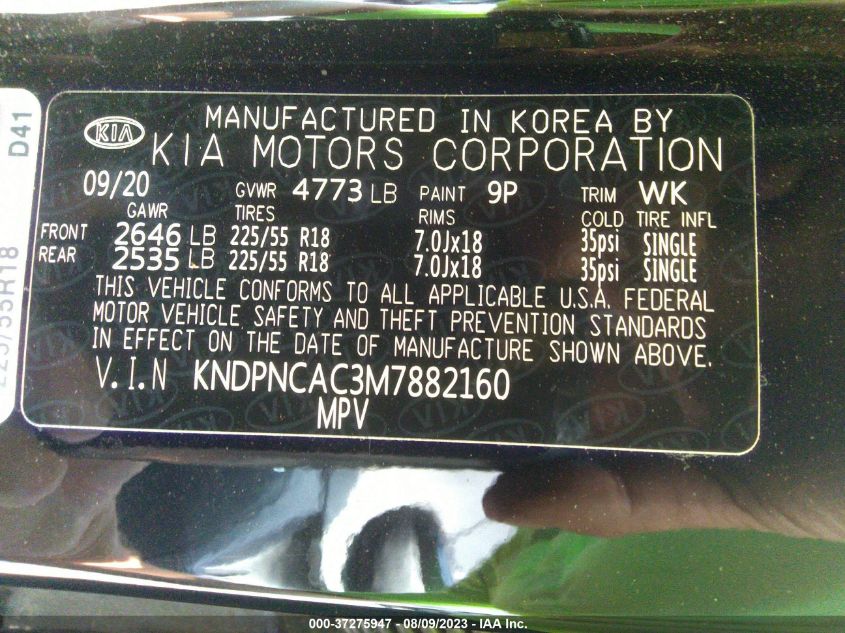 D41
225/55R18
KIA
MANUFACTURED IN KOREA BY
KIA MOTORS CORPORATION
09/20 GVWR 4773 LB PAINT 9P TRIM WK
GAWR TIRES RIMS COLD TIRE INFL
FRONT 2646 LB 225/55 R18 7.0Jx18 35psi SINGLE
REAR 2535 LB 225/55 R18 7.0Jx18 35psi SINGLE
THIS VEHICLE CONFORMS TO ALL APPLICABLE U.S.A. FEDERAL
MOTOR VEHICLE SAFETY AND THEFT PREVENTION STANDARDS
IN EFFECT ON THE DATE OF MANUFACTURE SHOWN ABOVE.
V.I.N KNDPNCAC3M7882160
MPV
000-37275947 - 08/09/2023 - IAA Inc.